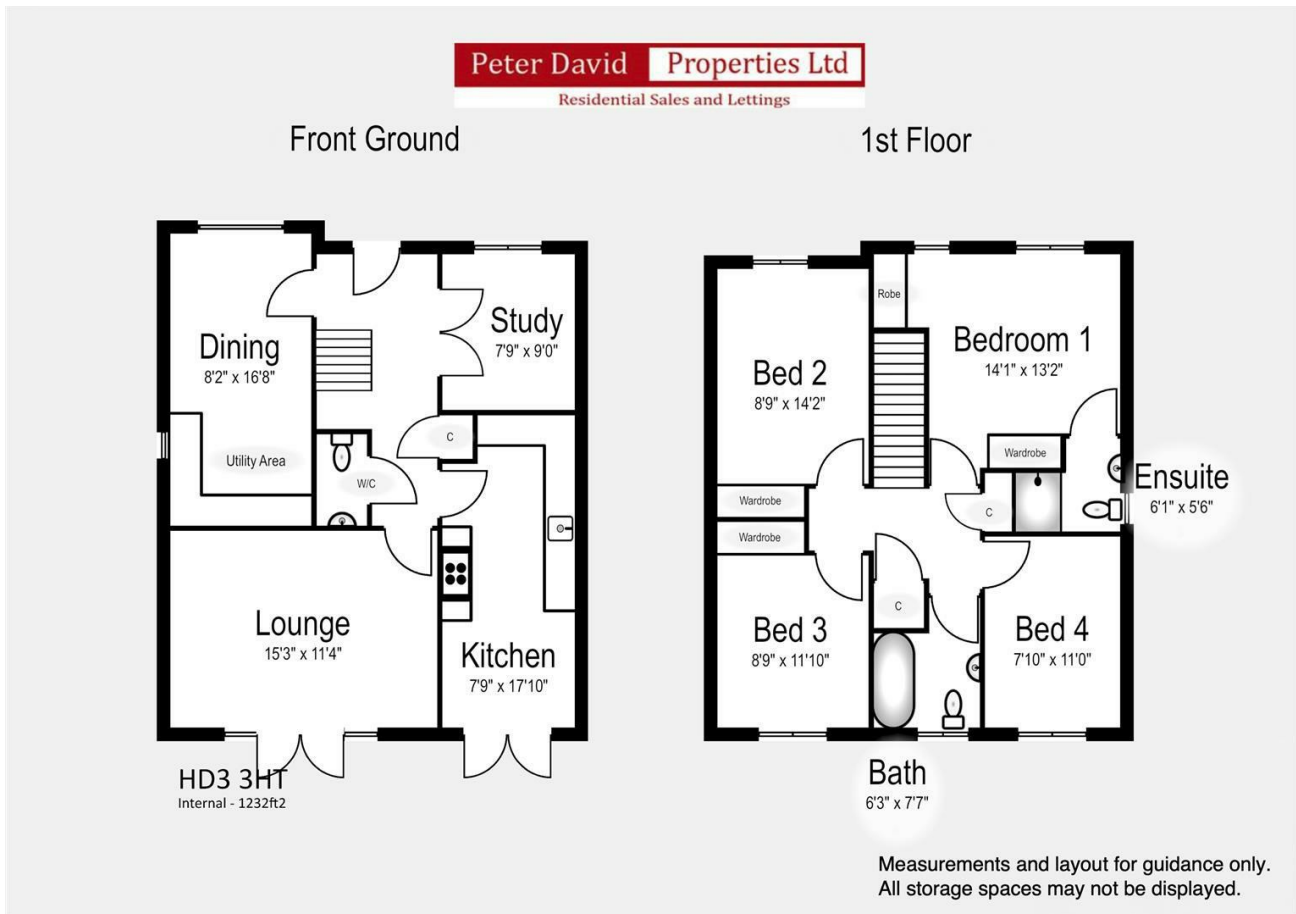 Peter David Properties Ltd
Residential Sales and Lettings
Front Ground
1st Floor
Dining
8'2" x 16'8"
Utility Area
Study
7'9" x 9'0"
C
W/C
Lounge
15'3" x 11'4"
Kitchen
7'9" x 17'10"
HD3 3HT
Internal - 1232ft2
Robe
Bedroom 1
14'1" x 13'2"
Bed 2
8'9" x 14'2"
Wardrobe
Wardrobe
Wardrobe
C
Ensuite
6'1" x 5'6"
C
Bed 3
8'9" x 11'10"
Bed 4
7'10" x 11'0"
Bath
6'3" x 7'7"
Measurements and layout for guidance only.
All storage spaces may not be displayed.